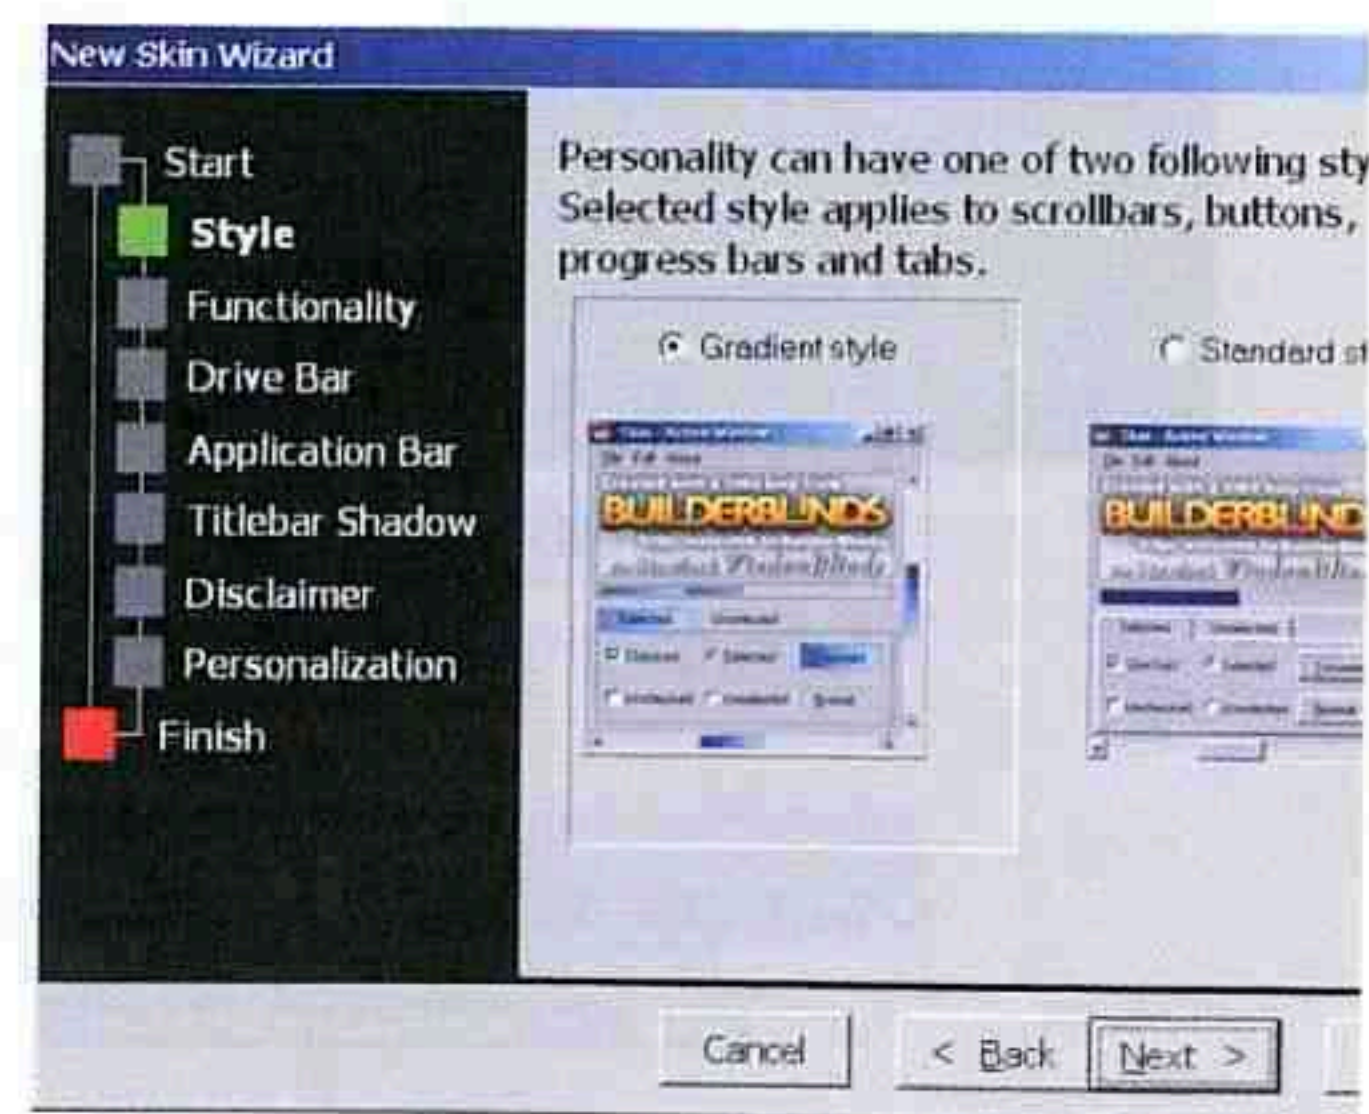 New Skin Wizard
Start
Style
Functionality
Drive Bar
Application Bar
Titlebar Shadow
Disclaimer
Personalization
Finish
Personality can have one of two following sty
Selected style applies to scrollbars, buttons,
progress bars and tabs.
Gradient style
Standard st
BUILDERBLINDS
WindowBlinds
BUILDERBLIND
Cancel
< Back
Next >